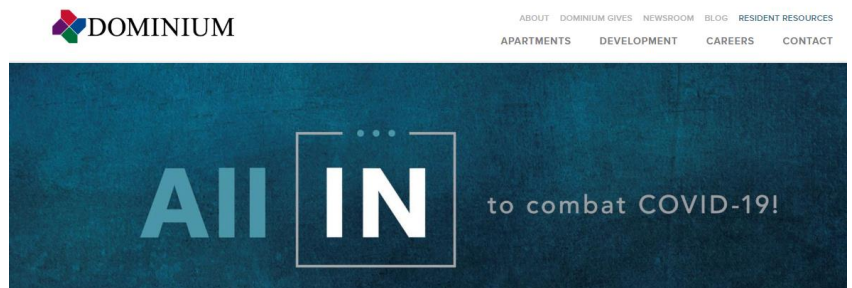 DOMINIUM
ABOUT DOMINIUM GIVES NEWSROOM BLOG RESIDENT RESOURCES
APARTMENTS DEVELOPMENT CAREERS CONTACT
All IN to combat COVID-19!